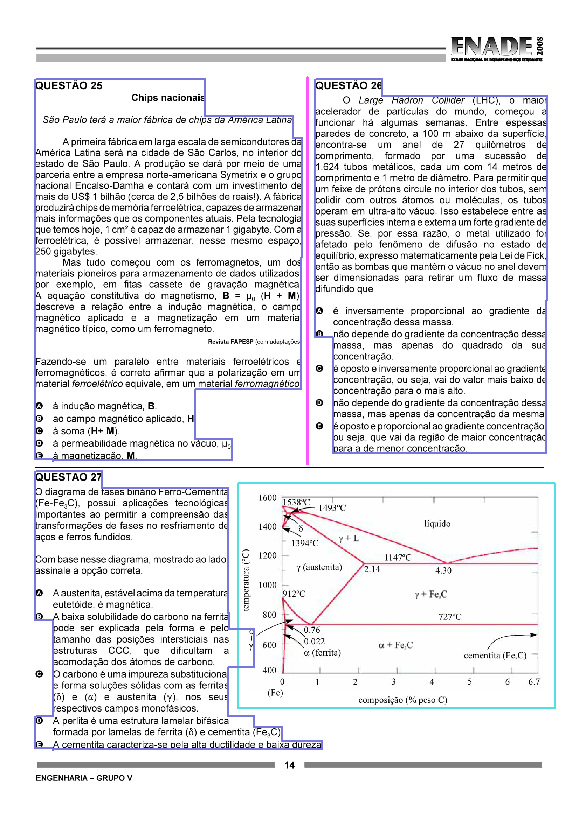 ENADE 2008
EXAME NACIONAL DE DESEMPENHO DOS ESTUDANTES
QUESTÃO 25
Chips nacionais
São Paulo terá a maior fábrica de chips da América Latina
A primeira fábrica em larga escala de semicondutores da
América Latina será na cidade de São Carlos, no interior do
estado de São Paulo. A produção se dará por meio de uma
parceria entre a empresa norte-americana Symetrix e o grupo
nacional Encalso-Damha e contará com um investimento de
mais de US$ 1 bilhão (cerca de 2,5 bilhões de reais!). A fábrica
produzirá chips de memória ferroelétrica, capazes de armazenar
mais informações que os componentes atuais. Pela tecnologia
que temos hoje, 1 cm² é capaz de armazenar 1 gigabyte. Com a
ferroelétrica, é possível armazenar, nesse mesmo espaço,
250 gigabytes.
Mas tudo começou com os ferromagnetos, um dos
materiais pioneiros para armazenamento de dados utilizados,
por exemplo, em fitas cassete de gravação magnética.
A equação constitutiva do magnetismo, B = μ₀ (H + M),
descreve a relação entre a indução magnética, o campo
magnético aplicado e a magnetização em um material
magnético típico, como um ferromagneto.
Revista FAPESP (com adaptações
Fazendo-se um paralelo entre materiais ferroelétricos e
ferromagnéticos, é correto afirmar que a polarização em um
material ferroelétrico equivale, em um material ferromagnético,
A à indução magnética, B.
B ao campo magnético aplicado, H
C à soma (H+ M).
D à permeabilidade magnética no vácuo, μ₀
E à magnetização, M.
QUESTÃO 26
O Large Hadron Collider (LHC), o maior
acelerador de partículas do mundo, começou a
funcionar há algumas semanas. Entre espessas
paredes de concreto, a 100 m abaixo da superfície,
encontra-se um anel de 27 quilômetros de
comprimento, formado por uma sucessão de
1.624 tubos metálicos, cada um com 14 metros de
comprimento e 1 metro de diâmetro. Para permitir que
um feixe de prótons circule no interior dos tubos, sem
colidir com outros átomos ou moléculas, os tubos
operam em ultra-alto vácuo. Isso estabelece entre as
suas superfícies interna e externa um forte gradiente de
pressão. Se, por essa razão, o metal utilizado for
afetado pelo fenômeno de difusão no estado de
equilíbrio, expresso matematicamente pela Lei de Fick,
então as bombas que mantêm o vácuo no anel devem
ser dimensionadas para retirar um fluxo de massa
difundido que
A é inversamente proporcional ao gradiente da
concentração dessa massa.
B não depende do gradiente da concentração dessa
massa, mas apenas do quadrado da sua
concentração.
C é oposto e inversamente proporcional ao gradiente
concentração, ou seja, vai do valor mais baixo de
concentração para o mais alto.
D não depende do gradiente da concentração dessa
massa, mas apenas da concentração da mesma.
E é oposto e proporcional ao gradiente concentração,
ou seja, que vai da região de maior concentração
para a de menor concentração.
QUESTÃO 27
O diagrama de fases binário Ferro-Cementita
(Fe-Fe₃C), possui aplicações tecnológicas
importantes ao permitir a compreensão das
transformações de fases no resfriamento de
aços e ferros fundidos.
Com base nesse diagrama, mostrado ao lado,
assinale a opção correta.
A A austenita, estável acima da temperatura
eutetóide, é magnética.
B A baixa solubilidade do carbono na ferrita
pode ser explicada pela forma e pelo
tamanho das posições intersticiais nas
estruturas CCC, que dificultam a
acomodação dos átomos de carbono.
C O carbono é uma impureza substitucional
e forma soluções sólidas com as ferritas
(δ) e (α) e austenita (γ), nos seus
respectivos campos monofásicos.
D A perlita é uma estrutura lamelar bifásica
formada por lamelas de ferrita (δ) e cementita (Fe₃C)
E A cementita caracteriza-se pela alta ductilidade e baixa dureza
temperatura (ºC)
1600
1400
1200
1000
800
600
400
1538ºC
1493ºC
δ
1394ºC
γ + L
líquido
1147ºC
γ (austenita)
2.14
4.30
912ºC
γ + Fe₃C
727ºC
0.76
0.022
α (ferrita)
α + Fe₃C
cementita (Fe₃C)
0 1 2 3 4 5 6 6.7
(Fe)
composição (% peso C)
14
ENGENHARIA – GRUPO V